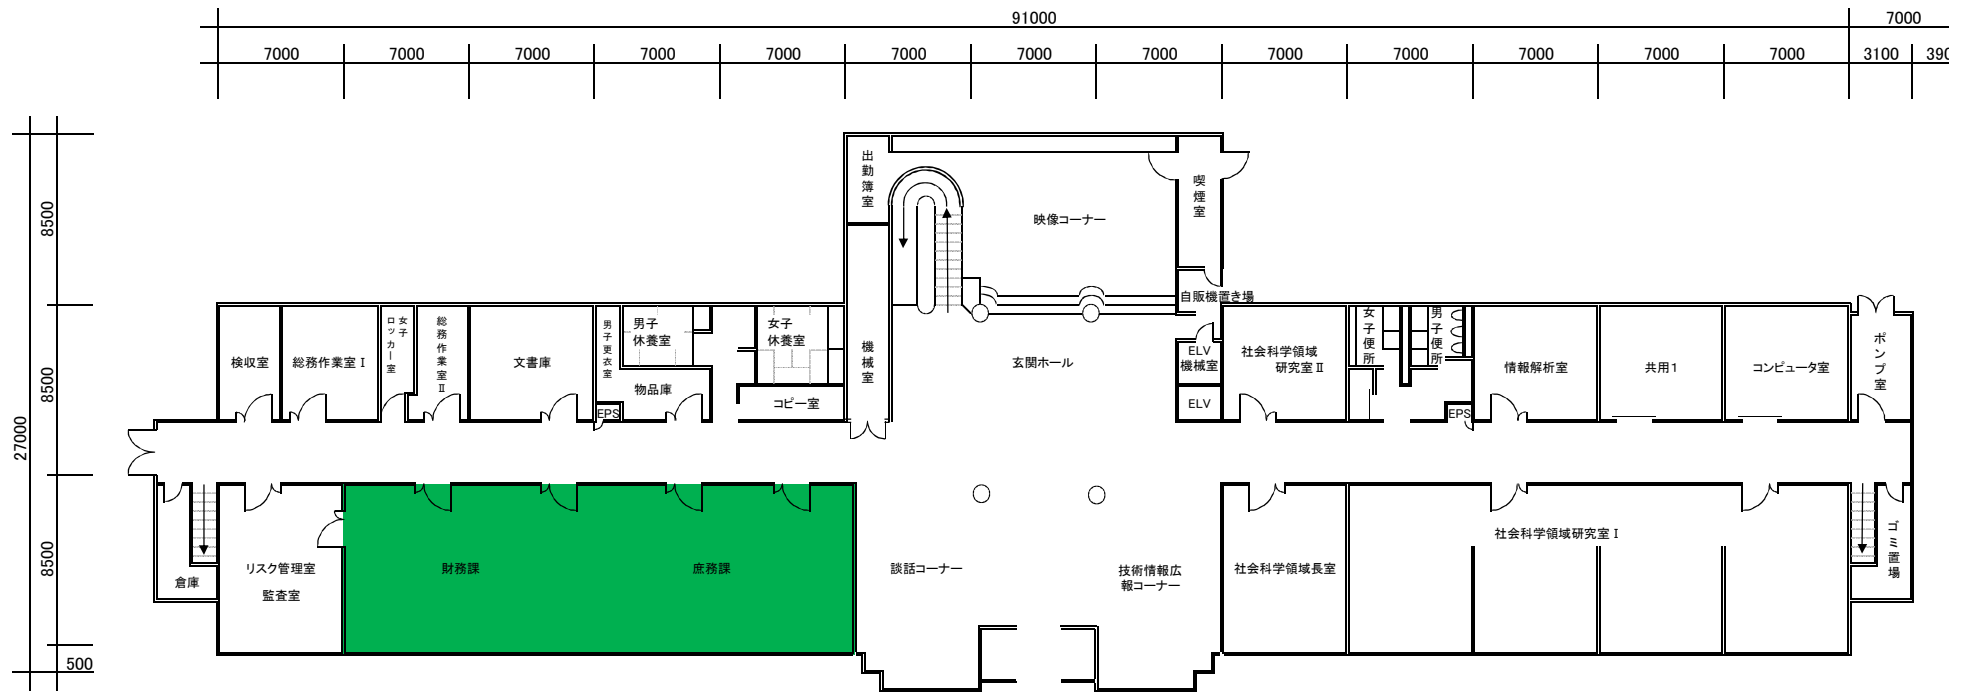 91000
7000
7000
7000
7000
7000
7000
7000
7000
7000
7000
7000
7000
7000
7000
3100
390
8500
8500
8500
27000
500
出勤簿室
喫煙室
映像コーナー
自販機置き場
検収室
総務作業室Ⅰ
女子
ロッカー室
総務作業室Ⅱ
文書庫
男子更衣室
男子
休養室
物品庫
EPS
女子
休養室
コピー室
機械室
玄関ホール
ELV
機械室
ELV
社会科学領域
研究室Ⅱ
女子便所
男子便所
EPS
情報解析室
共用1
コンピュータ室
ポンプ室
倉庫
リスク管理室
監査室
財務課
庶務課
談話コーナー
技術情報広
報コーナー
社会科学領域長室
社会科学領域研究室Ⅰ
ゴミ置場